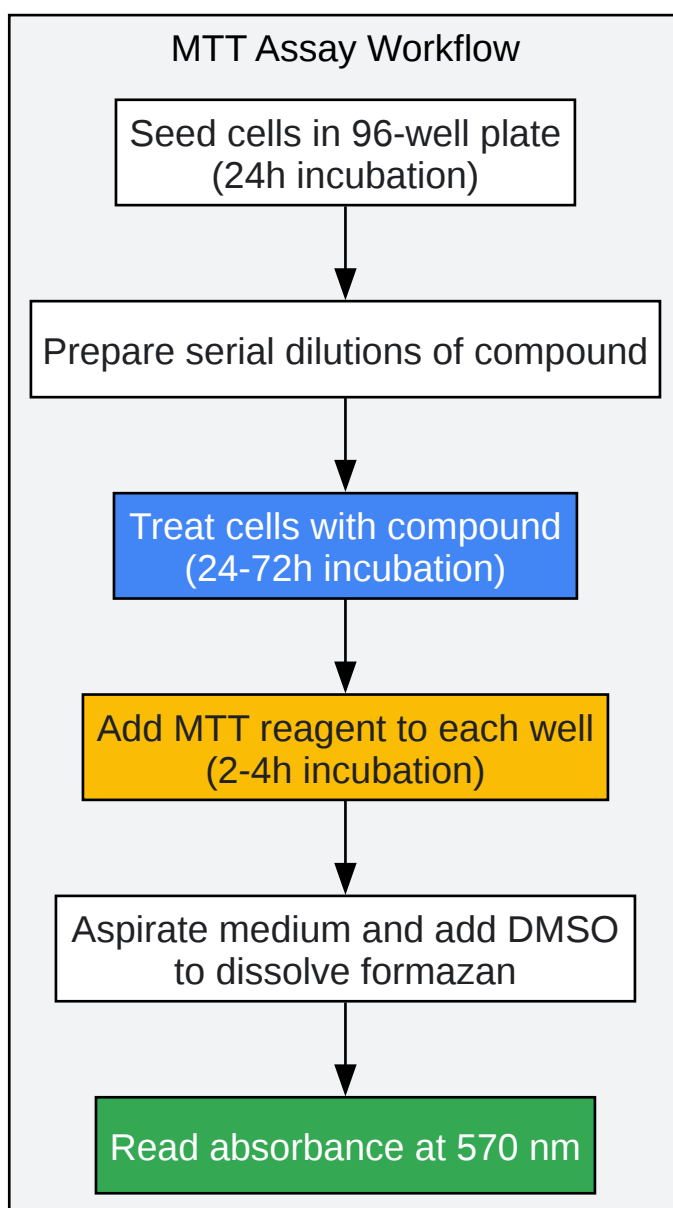 MTT Assay Workflow
Seed cells in 96-well plate
(24h incubation)
Prepare serial dilutions of compound
Treat cells with compound
(24-72h incubation)
Add MTT reagent to each well
(2-4h incubation)
Aspirate medium and add DMSO
to dissolve formazan
Read absorbance at 570 nm